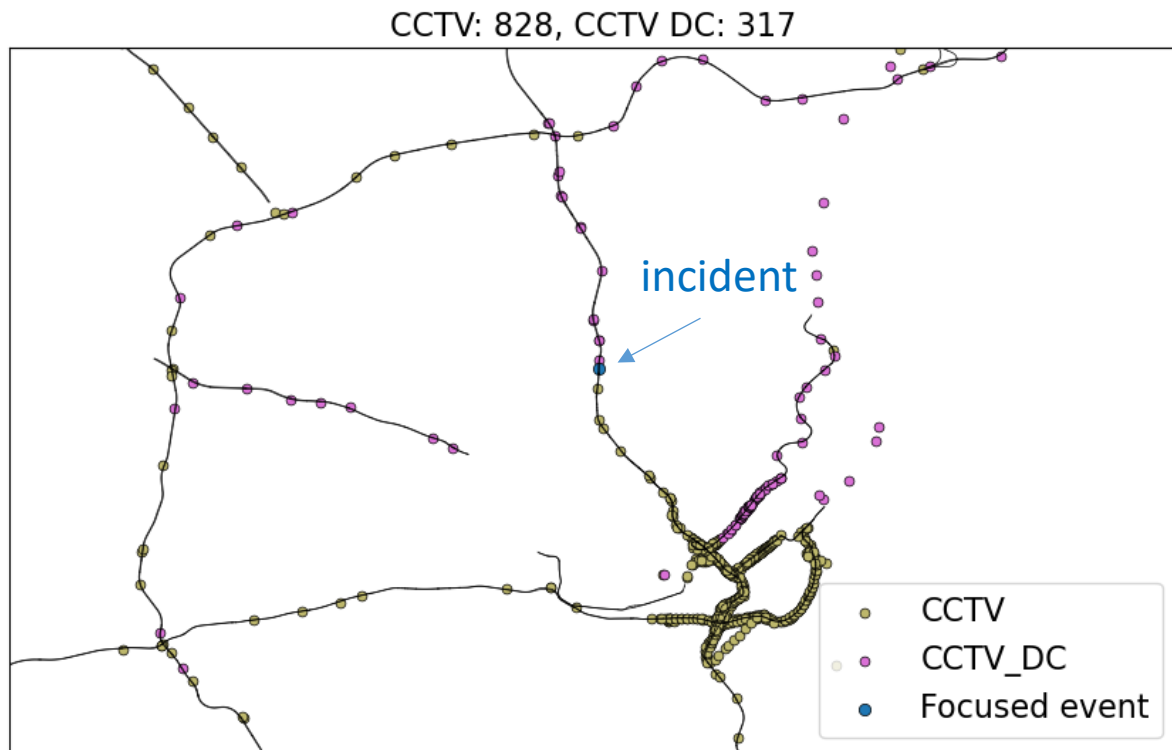 CCTV: 828, CCTV DC: 317
incident
CCTV
CCTV_DC
Focused event